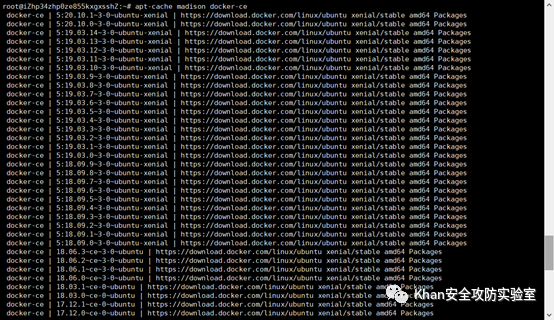 root@iZhp34zhp0ze855kxgxsshZ:~# apt-cache madison docker-ce
docker-ce | 5:20.10.1~3-0~ubuntu-xenial | https://download.docker.com/linux/ubuntu xenial/stable amd64 Packages
docker-ce | 5:20.10.0~3-0~ubuntu-xenial | https://download.docker.com/linux/ubuntu xenial/stable amd64 Packages
docker-ce | 5:19.03.14~3-0~ubuntu-xenial | https://download.docker.com/linux/ubuntu xenial/stable amd64 Packages
docker-ce | 5:19.03.13~3-0~ubuntu-xenial | https://download.docker.com/linux/ubuntu xenial/stable amd64 Packages
docker-ce | 5:19.03.12~3-0~ubuntu-xenial | https://download.docker.com/linux/ubuntu xenial/stable amd64 Packages
docker-ce | 5:19.03.11~3-0~ubuntu-xenial | https://download.docker.com/linux/ubuntu xenial/stable amd64 Packages
docker-ce | 5:19.03.10~3-0~ubuntu-xenial | https://download.docker.com/linux/ubuntu xenial/stable amd64 Packages
docker-ce | 5:19.03.9~3-0~ubuntu-xenial | https://download.docker.com/linux/ubuntu xenial/stable amd64 Packages
docker-ce | 5:19.03.8~3-0~ubuntu-xenial | https://download.docker.com/linux/ubuntu xenial/stable amd64 Packages
docker-ce | 5:19.03.7~3-0~ubuntu-xenial | https://download.docker.com/linux/ubuntu xenial/stable amd64 Packages
docker-ce | 5:19.03.6~3-0~ubuntu-xenial | https://download.docker.com/linux/ubuntu xenial/stable amd64 Packages
docker-ce | 5:19.03.5~3-0~ubuntu-xenial | https://download.docker.com/linux/ubuntu xenial/stable amd64 Packages
docker-ce | 5:19.03.4~3-0~ubuntu-xenial | https://download.docker.com/linux/ubuntu xenial/stable amd64 Packages
docker-ce | 5:19.03.3~3-0~ubuntu-xenial | https://download.docker.com/linux/ubuntu xenial/stable amd64 Packages
docker-ce | 5:19.03.2~3-0~ubuntu-xenial | https://download.docker.com/linux/ubuntu xenial/stable amd64 Packages
docker-ce | 5:19.03.1~3-0~ubuntu-xenial | https://download.docker.com/linux/ubuntu xenial/stable amd64 Packages
docker-ce | 5:19.03.0~3-0~ubuntu-xenial | https://download.docker.com/linux/ubuntu xenial/stable amd64 Packages
docker-ce | 5:18.09.9~3-0~ubuntu-xenial | https://download.docker.com/linux/ubuntu xenial/stable amd64 Packages
docker-ce | 5:18.09.8~3-0~ubuntu-xenial | https://download.docker.com/linux/ubuntu xenial/stable amd64 Packages
docker-ce | 5:18.09.7~3-0~ubuntu-xenial | https://download.docker.com/linux/ubuntu xenial/stable amd64 Packages
docker-ce | 5:18.09.6~3-0~ubuntu-xenial | https://download.docker.com/linux/ubuntu xenial/stable amd64 Packages
docker-ce | 5:18.09.5~3-0~ubuntu-xenial | https://download.docker.com/linux/ubuntu xenial/stable amd64 Packages
docker-ce | 5:18.09.4~3-0~ubuntu-xenial | https://download.docker.com/linux/ubuntu xenial/stable amd64 Packages
docker-ce | 5:18.09.3~3-0~ubuntu-xenial | https://download.docker.com/linux/ubuntu xenial/stable amd64 Packages
docker-ce | 5:18.09.2~3-0~ubuntu-xenial | https://download.docker.com/linux/ubuntu xenial/stable amd64 Packages
docker-ce | 5:18.09.1~3-0~ubuntu-xenial | https://download.docker.com/linux/ubuntu xenial/stable amd64 Packages
docker-ce | 5:18.09.0~3-0~ubuntu-xenial | https://download.docker.com/linux/ubuntu xenial/stable amd64 Packages
docker-ce | 18.06.3~ce~3-0~ubuntu | https://download.docker.com/linux/ubuntu xenial/stable amd64 Packages
docker-ce | 18.06.2~ce~3-0~ubuntu | https://download.docker.com/linux/ubuntu xenial/stable amd64 Packages
docker-ce | 18.06.1~ce~3-0~ubuntu | https://download.docker.com/linux/ubuntu xenial/stable amd64 Packages
docker-ce | 18.06.0~ce~3-0~ubuntu | https://download.docker.com/linux/ubuntu xenial/stable amd64 Packages
docker-ce | 18.03.1~ce-0~ubuntu | https://download.docker.com/linux/ubuntu xenial/stable amd64 Packages
docker-ce | 18.03.0~ce-0~ubuntu | https://download.docker.com/linux/ubuntu xenial/stable amd64 Packages
docker-ce | 17.12.1~ce-0~ubuntu | https://download.docker.com/linux/ubuntu xenial/stable amd64 Packages
docker-ce | 17.12.0~ce-0~ubuntu | https://download.docker.com/linux/ubuntu xenial/stable amd64 Packages
Khan安全攻防实验室